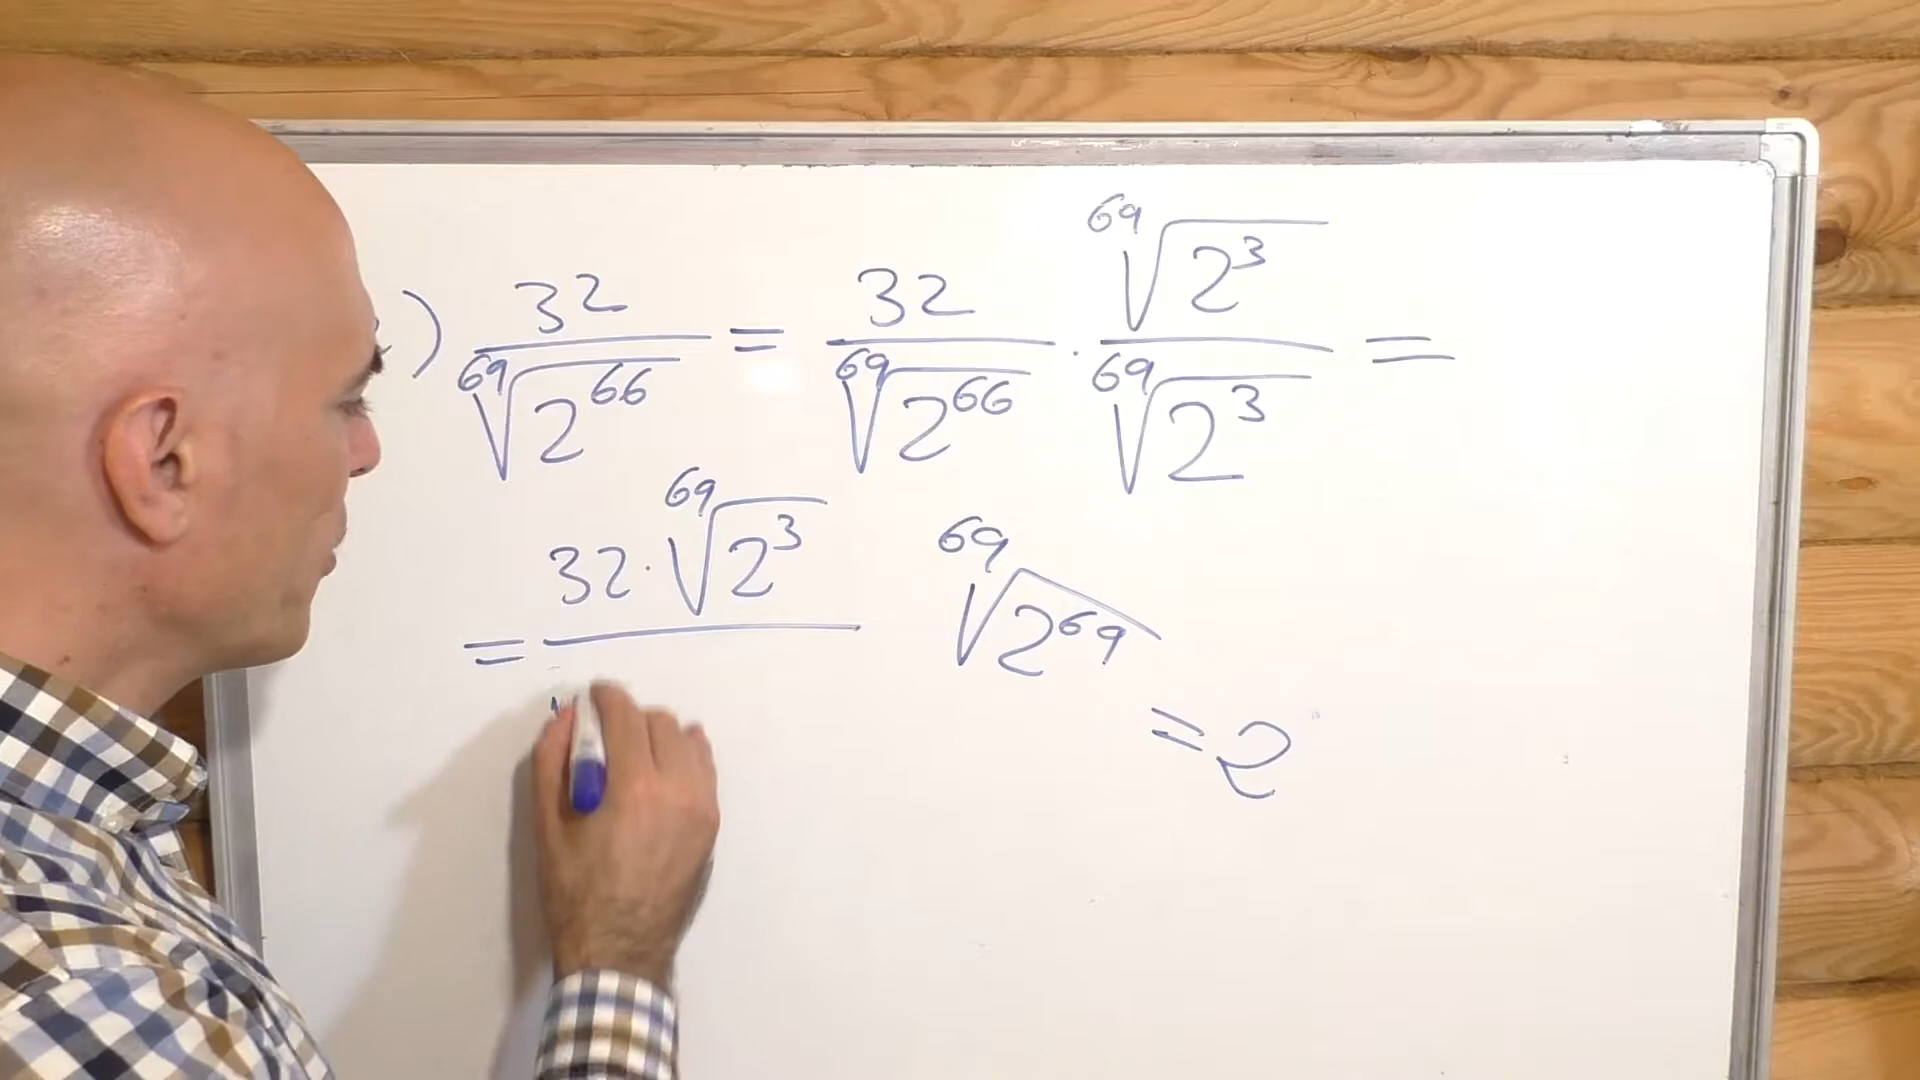 ) 32/⁶⁹√2⁶⁶ = 32/⁶⁹√2⁶⁶ · ⁶⁹√2³/⁶⁹√2³ =
= 32·⁶⁹√2³/
⁶⁹√2⁶⁹
= 2